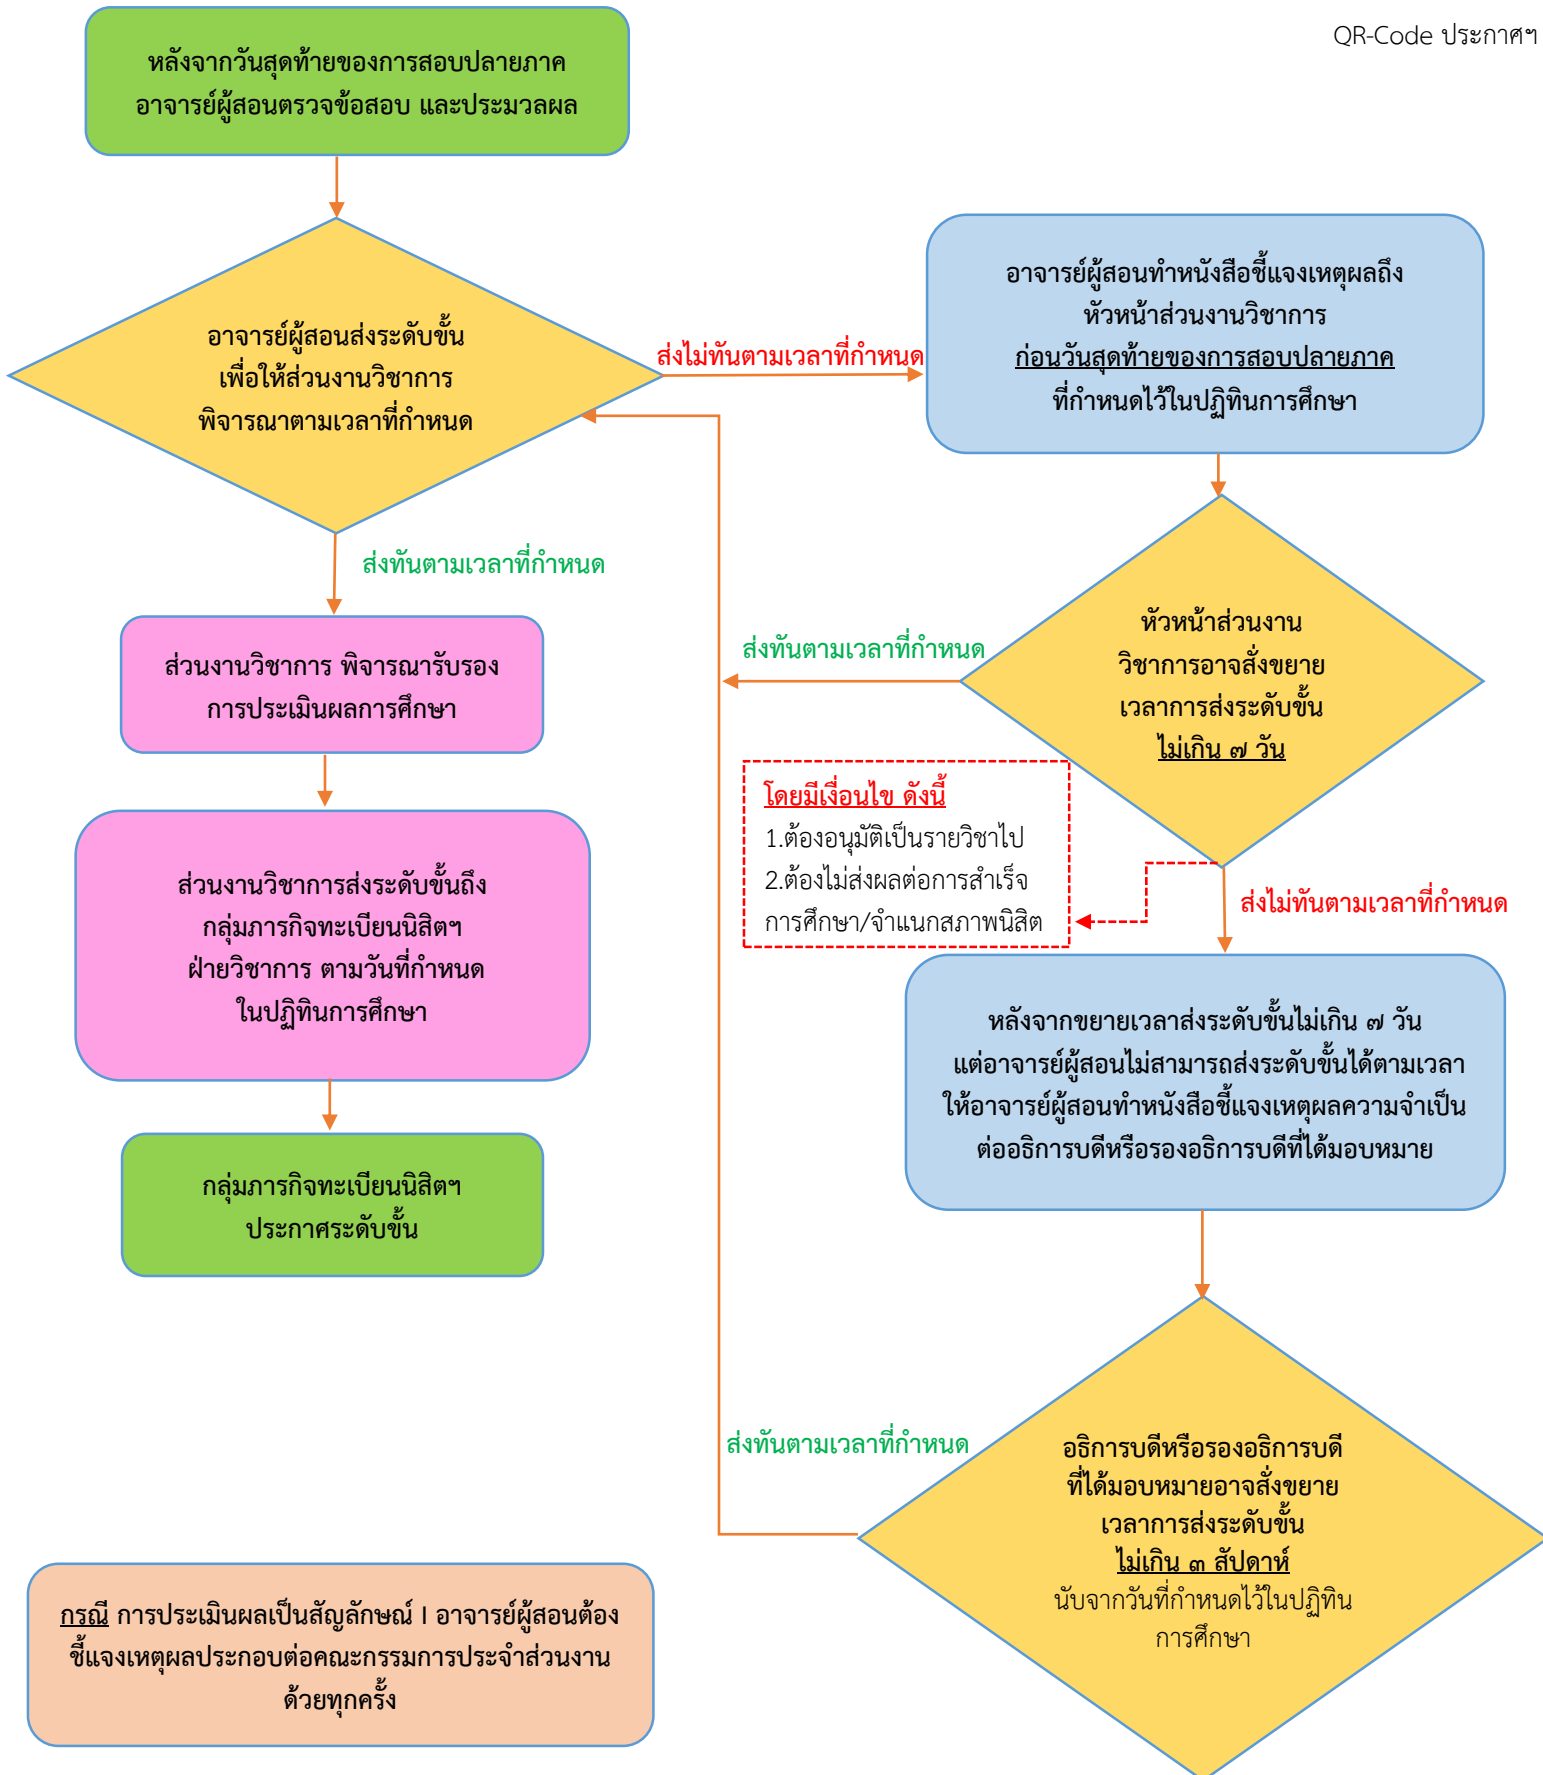 QR-Code ประกาศฯ
หลังจากวันสุดท้ายของการสอบปลายภาค
อาจารย์ผู้สอนตรวจข้อสอบ และประมวลผล
อาจารย์ผู้สอนส่งระดับขั้น
เพื่อให้ส่วนงานวิชาการ
พิจารณาตามเวลาที่กำหนด
ส่งไม่ทันตามเวลาที่กำหนด
อาจารย์ผู้สอนทำหนังสือชี้แจงเหตุผลถึง
หัวหน้าส่วนงานวิชาการ
ก่อนวันสุดท้ายของการสอบปลายภาค
ที่กำหนดไว้ในปฏิทินการศึกษา
ส่งทันตามเวลาที่กำหนด
ส่วนงานวิชาการ พิจารณารับรอง
การประเมินผลการศึกษา
ส่งทันตามเวลาที่กำหนด
หัวหน้าส่วนงาน
วิชาการอาจสั่งขยาย
เวลาการส่งระดับขั้น
ไม่เกิน ๗ วัน
โดยมีเงื่อนไข ดังนี้
1.ต้องอนุมัติเป็นรายวิชาไป
2.ต้องไม่ส่งผลต่อการสำเร็จ
การศึกษา/จำแนกสภาพนิสิต
ส่งไม่ทันตามเวลาที่กำหนด
ส่วนงานวิชาการส่งระดับขั้นถึง
กลุ่มภารกิจทะเบียนนิสิตฯ
ฝ่ายวิชาการ ตามวันที่กำหนด
ในปฏิทินการศึกษา
หลังจากขยายเวลาส่งระดับขั้นไม่เกิน ๗ วัน
แต่อาจารย์ผู้สอนไม่สามารถส่งระดับขั้นได้ตามเวลา
ให้อาจารย์ผู้สอนทำหนังสือชี้แจงเหตุผลความจำเป็น
ต่ออธิการบดีหรือรองอธิการบดีที่ได้มอบหมาย
กลุ่มภารกิจทะเบียนนิสิตฯ
ประกาศระดับขั้น
ส่งทันตามเวลาที่กำหนด
อธิการบดีหรือรองอธิการบดี
ที่ได้มอบหมายอาจสั่งขยาย
เวลาการส่งระดับขั้น
ไม่เกิน ๓ สัปดาห์
นับจากวันที่กำหนดไว้ในปฏิทิน
การศึกษา
กรณี การประเมินผลเป็นสัญลักษณ์ I อาจารย์ผู้สอนต้อง
ชี้แจงเหตุผลประกอบต่อคณะกรรมการประจำส่วนงาน
ด้วยทุกครั้ง